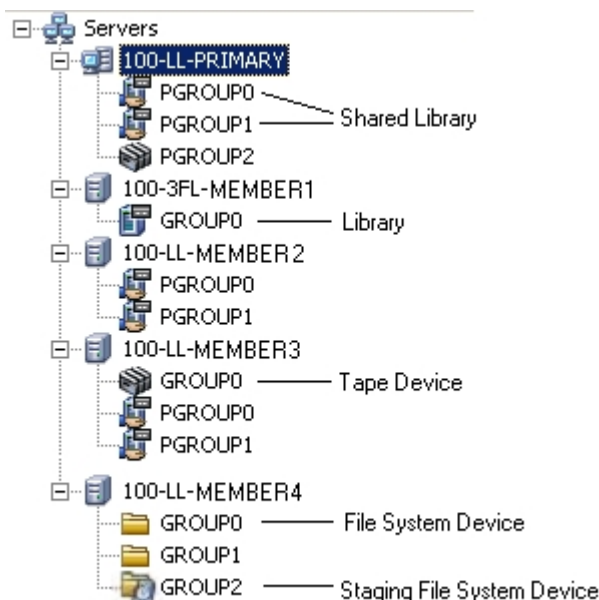 Servers
100-LL-PRIMARY
PGROUP0
PGROUP1
Shared Library
PGROUP2
100-3FL-MEMBER1
GROUP0 Library
100-LL-MEMBER2
PGROUP0
PGROUP1
100-LL-MEMBER3
GROUP0 Tape Device
PGROUP0
PGROUP1
100-LL-MEMBER4
GROUP0 File System Device
GROUP1
GROUP2 Staging File System Device